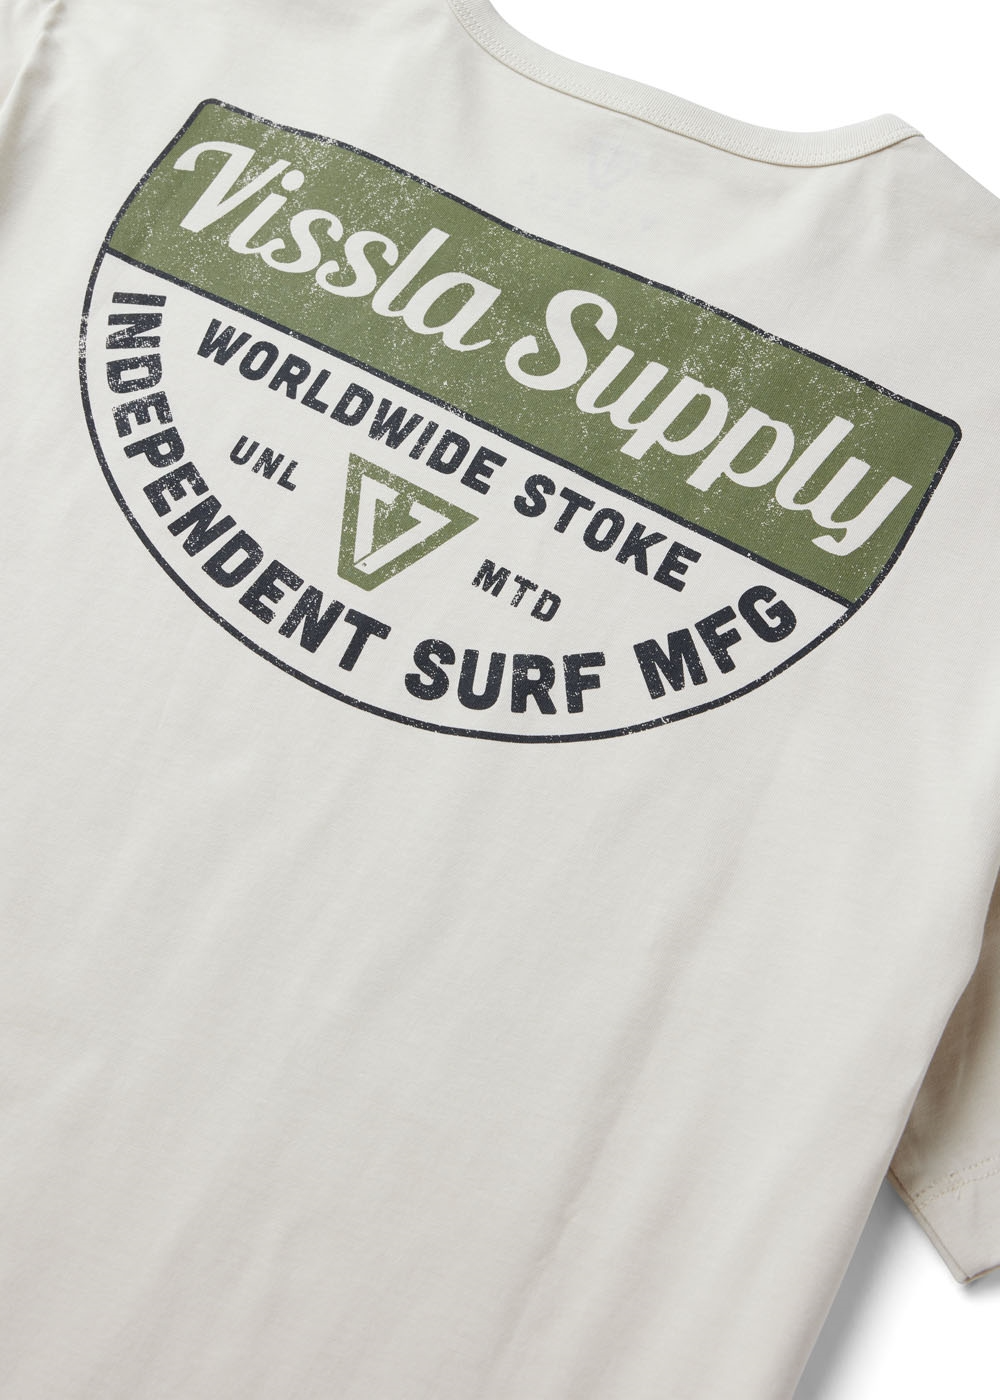 Vissla Supply
WORLDWIDE STOKE
UNL MTD
INDEPENDENT SURF MFG